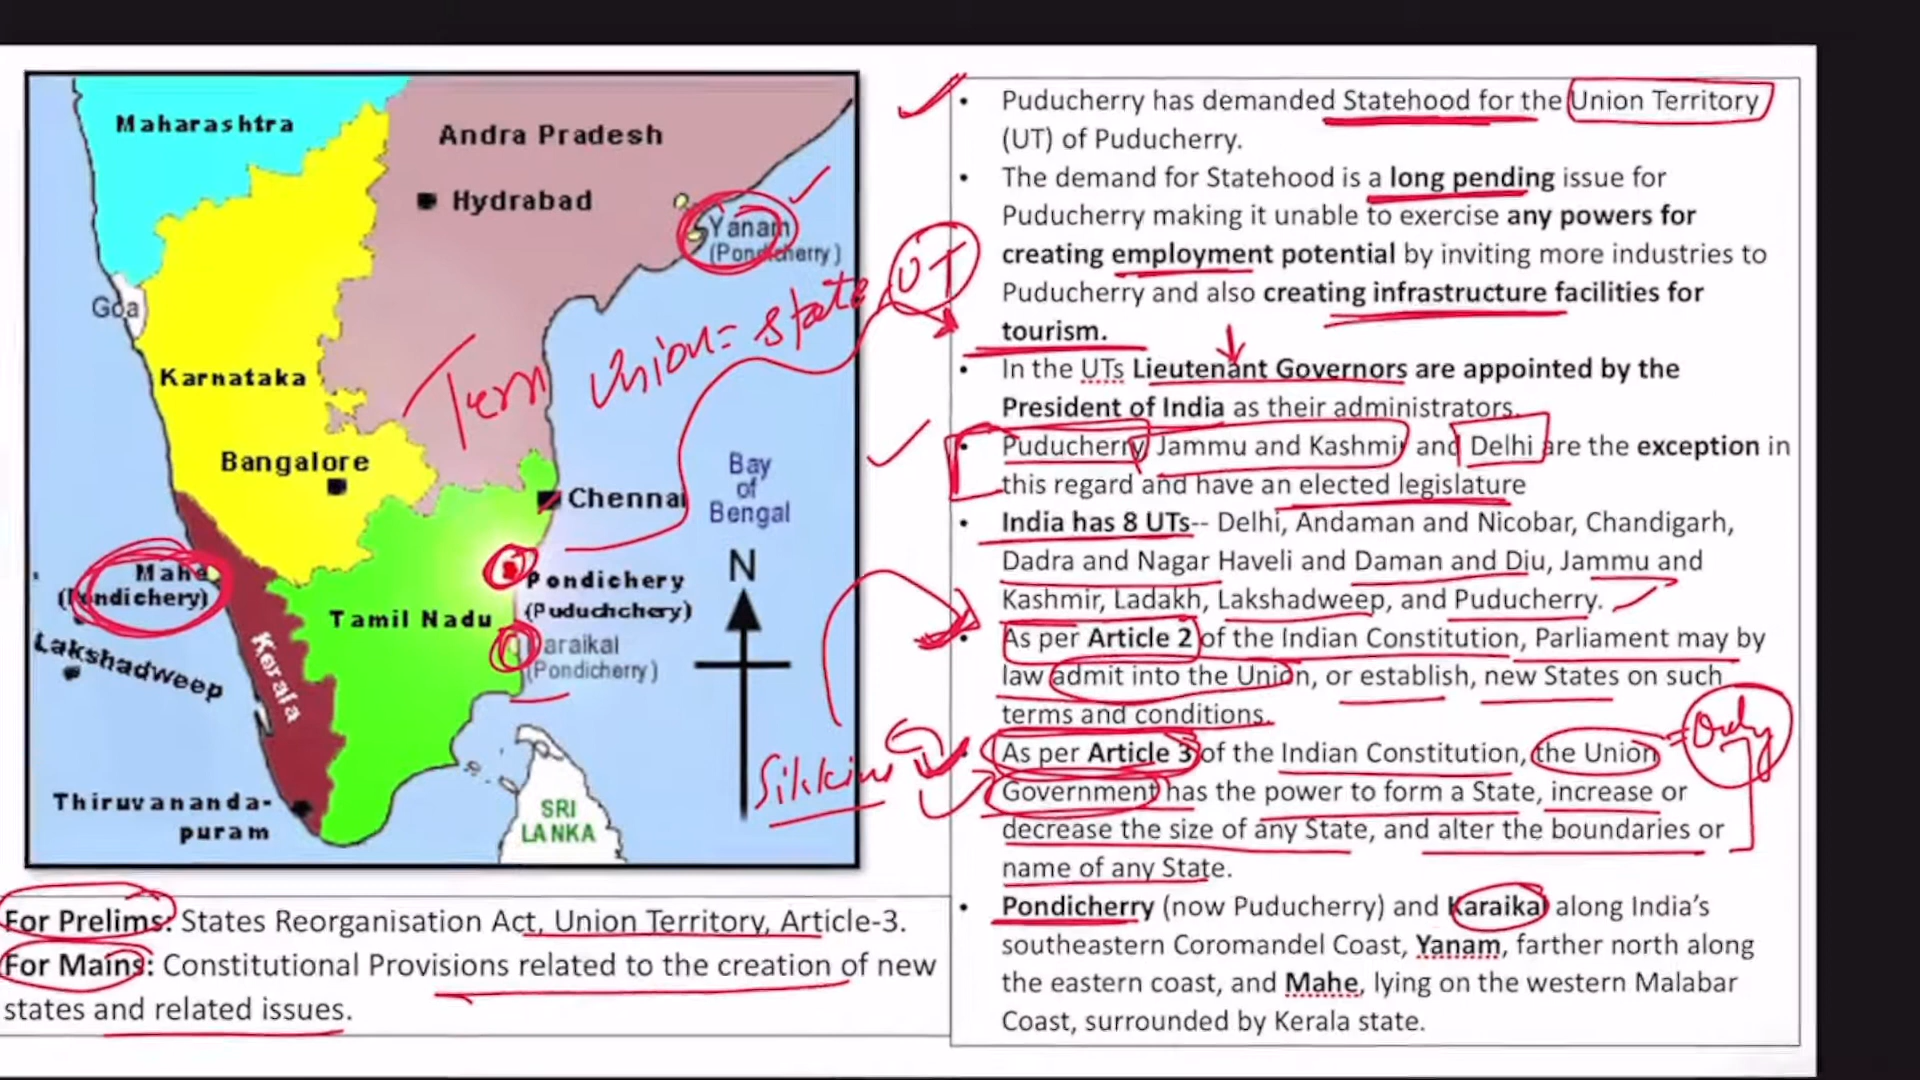 Maharashtra
Andra Pradesh
Hydrabad
Yanam
(Pondicherry)
Goa
Karnataka
Bangalore
Chennai
Bay
of
Bengal
N
Mahe
(Pondichery)
Pondichery
(Puduchchery)
Tamil Nadu
Karaikal
(Pondicherry)
Lakshadweep
Kerala
Thiruvananda-
puram
SRI
LANKA
Terri
Union = state
UT
Sikkim
Only
For Prelims: States Reorganisation Act, Union Territory, Article-3.
For Mains: Constitutional Provisions related to the creation of new
states and related issues.
• Puducherry has demanded Statehood for the Union Territory
(UT) of Puducherry.
• The demand for Statehood is a long pending issue for
Puducherry making it unable to exercise any powers for
creating employment potential by inviting more industries to
Puducherry and also creating infrastructure facilities for
tourism.
• In the UTs Lieutenant Governors are appointed by the
President of India as their administrators.
• Puducherry Jammu and Kashmir and Delhi are the exception in
this regard and have an elected legislature
• India has 8 UTs-- Delhi, Andaman and Nicobar, Chandigarh,
Dadra and Nagar Haveli and Daman and Diu, Jammu and
Kashmir, Ladakh, Lakshadweep, and Puducherry.
• As per Article 2 of the Indian Constitution, Parliament may by
law admit into the Union, or establish, new States on such
terms and conditions.
• As per Article 3 of the Indian Constitution, the Union
Government has the power to form a State, increase or
decrease the size of any State, and alter the boundaries or
name of any State.
• Pondicherry (now Puducherry) and Karaikal along India’s
southeastern Coromandel Coast, Yanam, farther north along
the eastern coast, and Mahe, lying on the western Malabar
Coast, surrounded by Kerala state.